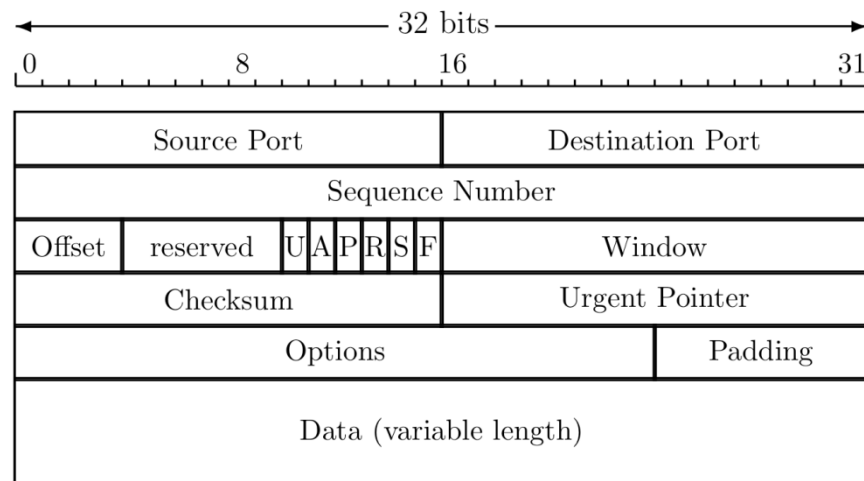 32 bits
0 8 16 31
Source Port Destination Port
Sequence Number
Offset reserved U A P R S F Window
Checksum Urgent Pointer
Options Padding
Data (variable length)